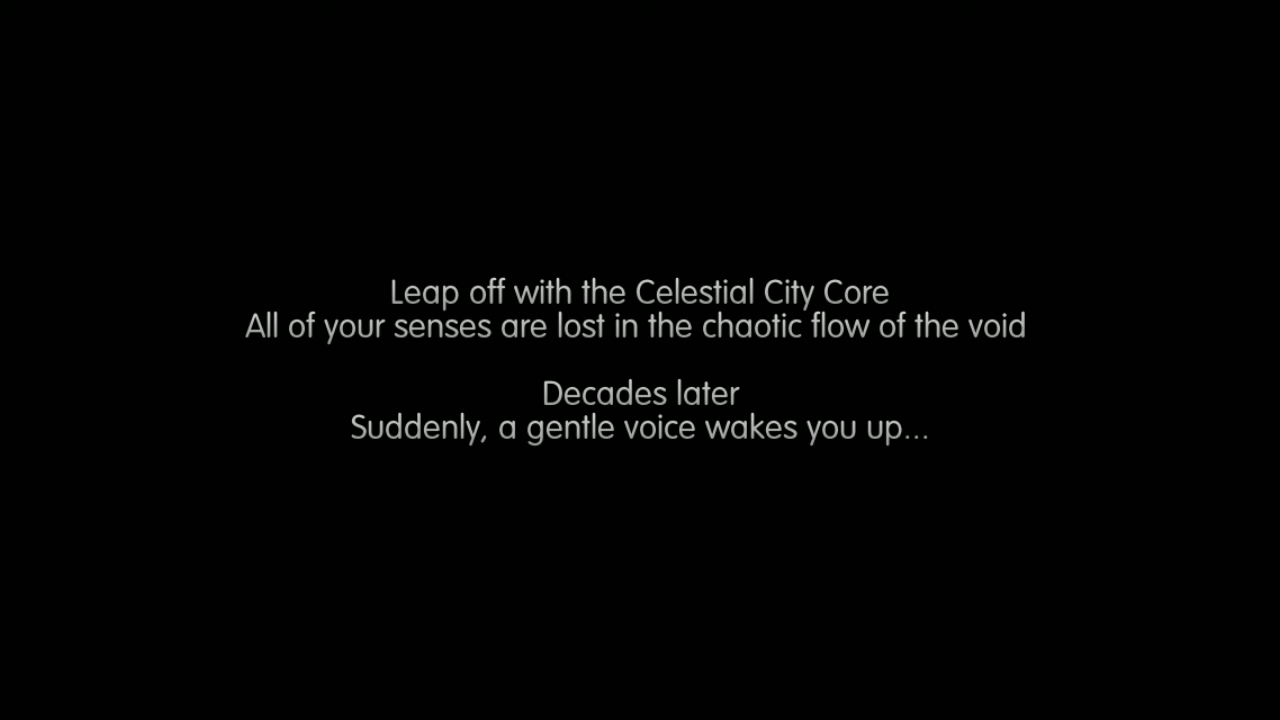 Leap off with the Celestial City Core
All of your senses are lost in the chaotic flow of the void
Decades later
Suddenly, a gentle voice wakes you up...